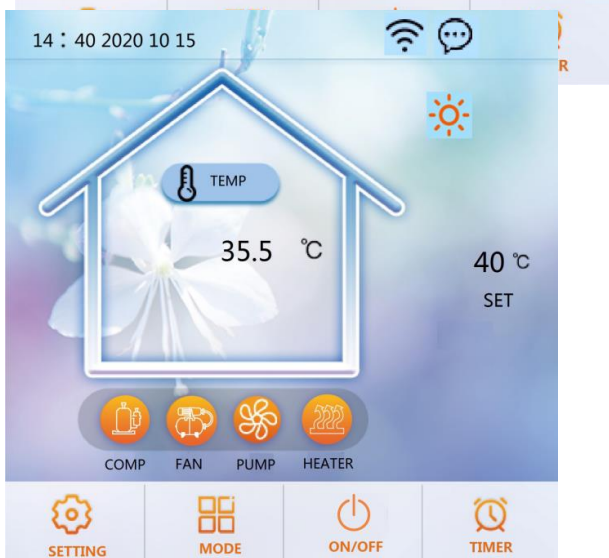 14：40 2020 10 15
R
TEMP
35.5 ℃
40 ℃
SET
COMP FAN PUMP HEATER
SETTING MODE ON/OFF TIMER